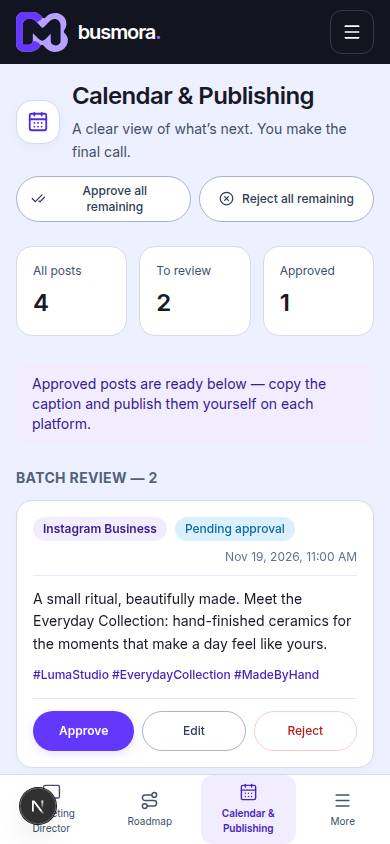 busmora.
Calendar & Publishing
A clear view of what's next. You make the
final call.
Approve all
remaining
Reject all remaining
All posts
4
To review
2
Approved
1
Approved posts are ready below — copy the
caption and publish them yourself on each
platform.
BATCH REVIEW — 2
Instagram Business
Pending approval
Nov 19, 2026, 11:00 AM
A small ritual, beautifully made. Meet the
Everyday Collection: hand-finished ceramics for
the moments that make a day feel like yours.
#LumaStudio #EverydayCollection #MadeByHand
Approve
Edit
Reject
N
Director
Roadmap
Calendar &
Publishing
More